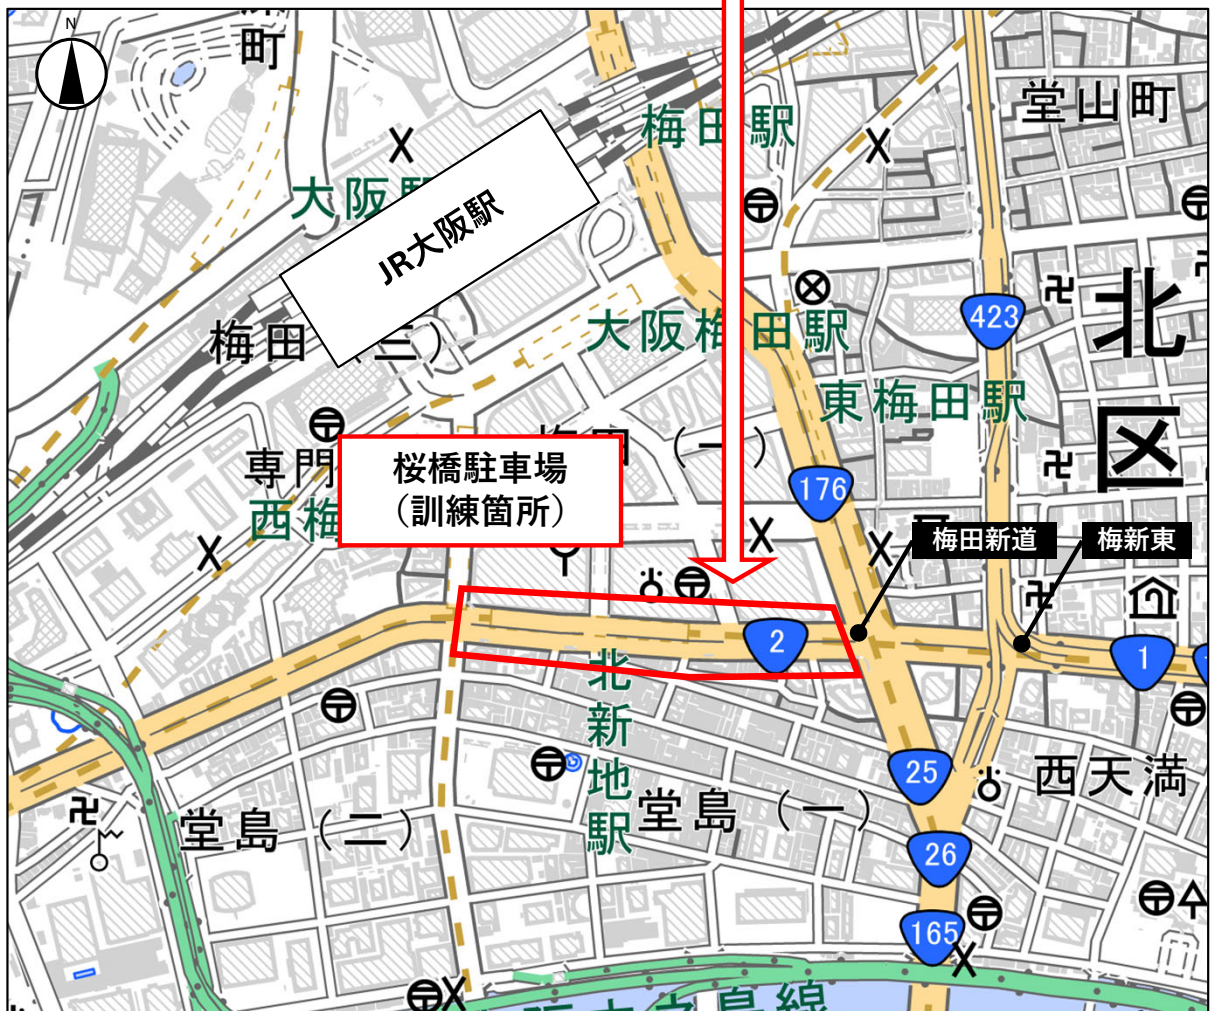 N
町
堂山町
梅田駅
大阪駅
JR大阪駅
北区
423
大阪梅田駅
梅田（三）
東梅田駅
梅田（一）
専門
西梅
桜橋駐車場
（訓練箇所）
176
梅田新道
梅新東
2
1
北新地駅
25
西天満
堂島（二）
堂島（一）
26
165